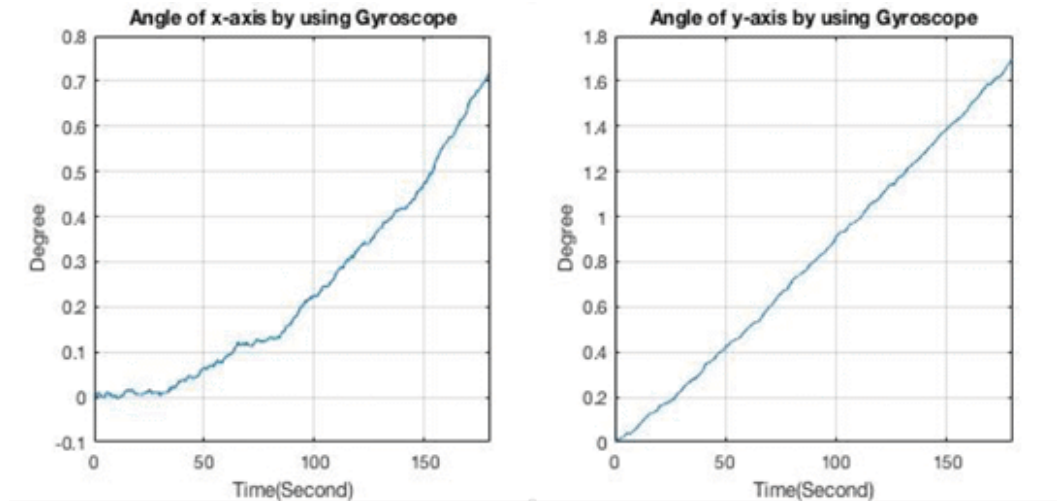 Angle of x-axis by using Gyroscope
0.8
0.7
0.6
0.5
0.4
0.3
0.2
0.1
0
-0.1
Degree
0 50 100 150
Time(Second)
Angle of y-axis by using Gyroscope
1.8
1.6
1.4
1.2
1
0.8
0.6
0.4
0.2
0
Degree
0 50 100 150
Time(Second)